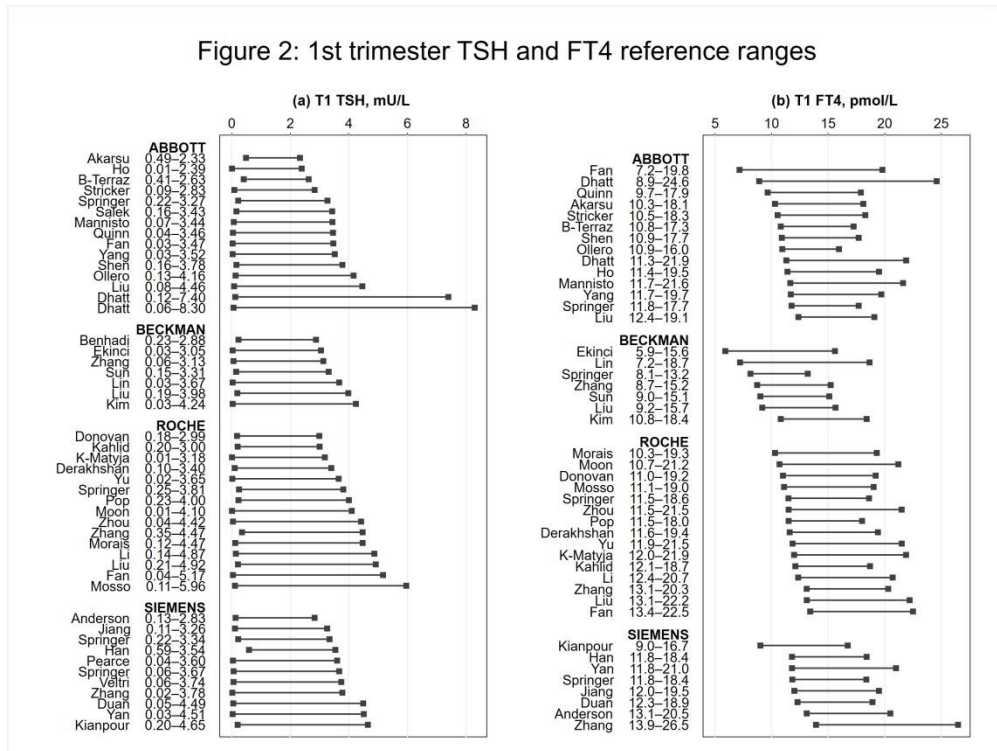 Figure 2: 1st trimester TSH and FT4 reference ranges
(a) T1 TSH, mU/L
0 2 4 6 8
ABBOTT
Akarsu 0.49–2.33
Ho 0.01–2.39
B-Terraz 0.41–2.63
Stricker 0.09–2.83
Springer 0.22–3.27
Salek 0.16–3.43
Mannisto 0.07–3.44
Quinn 0.04–3.46
Fan 0.03–3.47
Yang 0.03–3.52
Shen 0.16–3.78
Ollero 0.13–4.16
Liu 0.08–4.46
Dhatt 0.12–7.40
Dhatt 0.06–8.30
BECKMAN
Benhadi 0.23–2.88
Ekinci 0.03–3.05
Zhang 0.06–3.13
Sun 0.15–3.31
Lin 0.03–3.67
Liu 0.19–3.98
Kim 0.03–4.24
ROCHE
Donovan 0.18–2.99
Kahlid 0.20–3.00
K-Matyja 0.01–3.18
Derakhshan 0.10–3.40
Yu 0.02–3.65
Springer 0.25–3.81
Pop 0.23–4.00
Moon 0.01–4.10
Zhou 0.04–4.42
Zhang 0.35–4.47
Morais 0.12–4.47
Li 0.14–4.87
Liu 0.21–4.92
Fan 0.04–5.17
Mosso 0.11–5.96
SIEMENS
Anderson 0.13–2.83
Jiang 0.11–3.26
Springer 0.22–3.34
Han 0.59–3.54
Pearce 0.04–3.60
Springer 0.06–3.67
Veltri 0.06–3.74
Zhang 0.02–3.78
Duan 0.05–4.49
Yan 0.03–4.51
Kianpour 0.20–4.65
0 2 4 6 8
(b) T1 FT4, pmol/L
5 10 15 20 25
ABBOTT
Fan 7.2–19.8
Dhatt 8.9–24.6
Quinn 9.7–17.9
Akarsu 10.3–18.1
Stricker 10.5–18.3
B-Terraz 10.8–17.3
Shen 10.9–17.7
Ollero 10.9–16.0
Dhatt 11.3–21.9
Ho 11.4–19.5
Mannisto 11.7–21.6
Yang 11.7–19.7
Springer 11.8–17.7
Liu 12.4–19.1
BECKMAN
Ekinci 5.9–15.6
Lin 7.2–18.7
Springer 8.1–13.2
Zhang 8.7–15.2
Sun 9.0–15.1
Liu 9.2–15.7
Kim 10.8–18.4
ROCHE
Morais 10.3–19.3
Moon 10.7–21.2
Donovan 11.0–19.2
Mosso 11.1–19.0
Springer 11.5–18.6
Zhou 11.5–21.5
Pop 11.5–18.0
Derakhshan 11.6–19.4
Yu 11.9–21.5
K-Matyja 12.0–21.9
Kahlid 12.1–18.7
Li 12.4–20.7
Zhang 13.1–20.3
Liu 13.1–22.2
Fan 13.4–22.5
SIEMENS
Kianpour 9.0–16.7
Han 11.8–18.4
Yan 11.8–21.0
Springer 11.8–18.4
Jiang 12.0–19.5
Duan 12.3–18.9
Anderson 13.1–20.5
Zhang 13.9–26.5
5 10 15 20 25